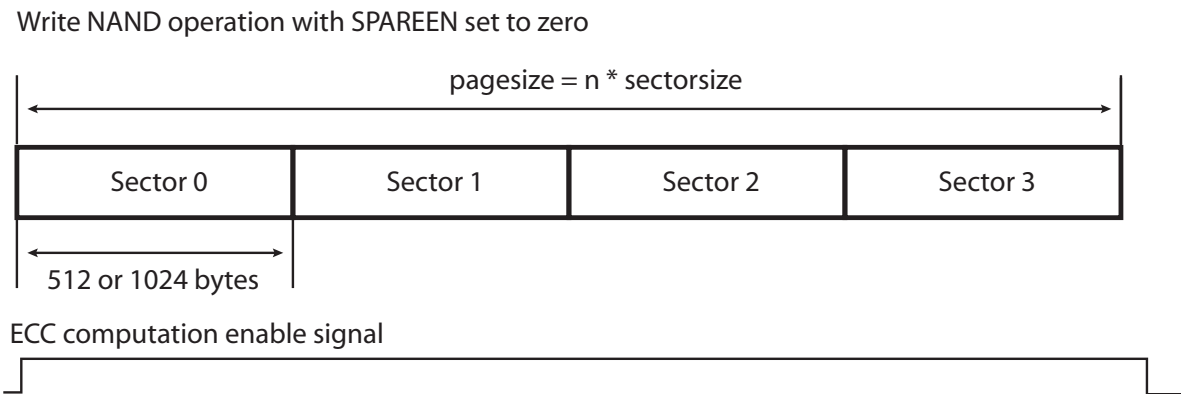 Write NAND operation with SPAREEN set to zero
pagesize = n * sectorsize
Sector 0 Sector 1 Sector 2 Sector 3
512 or 1024 bytes
ECC computation enable signal